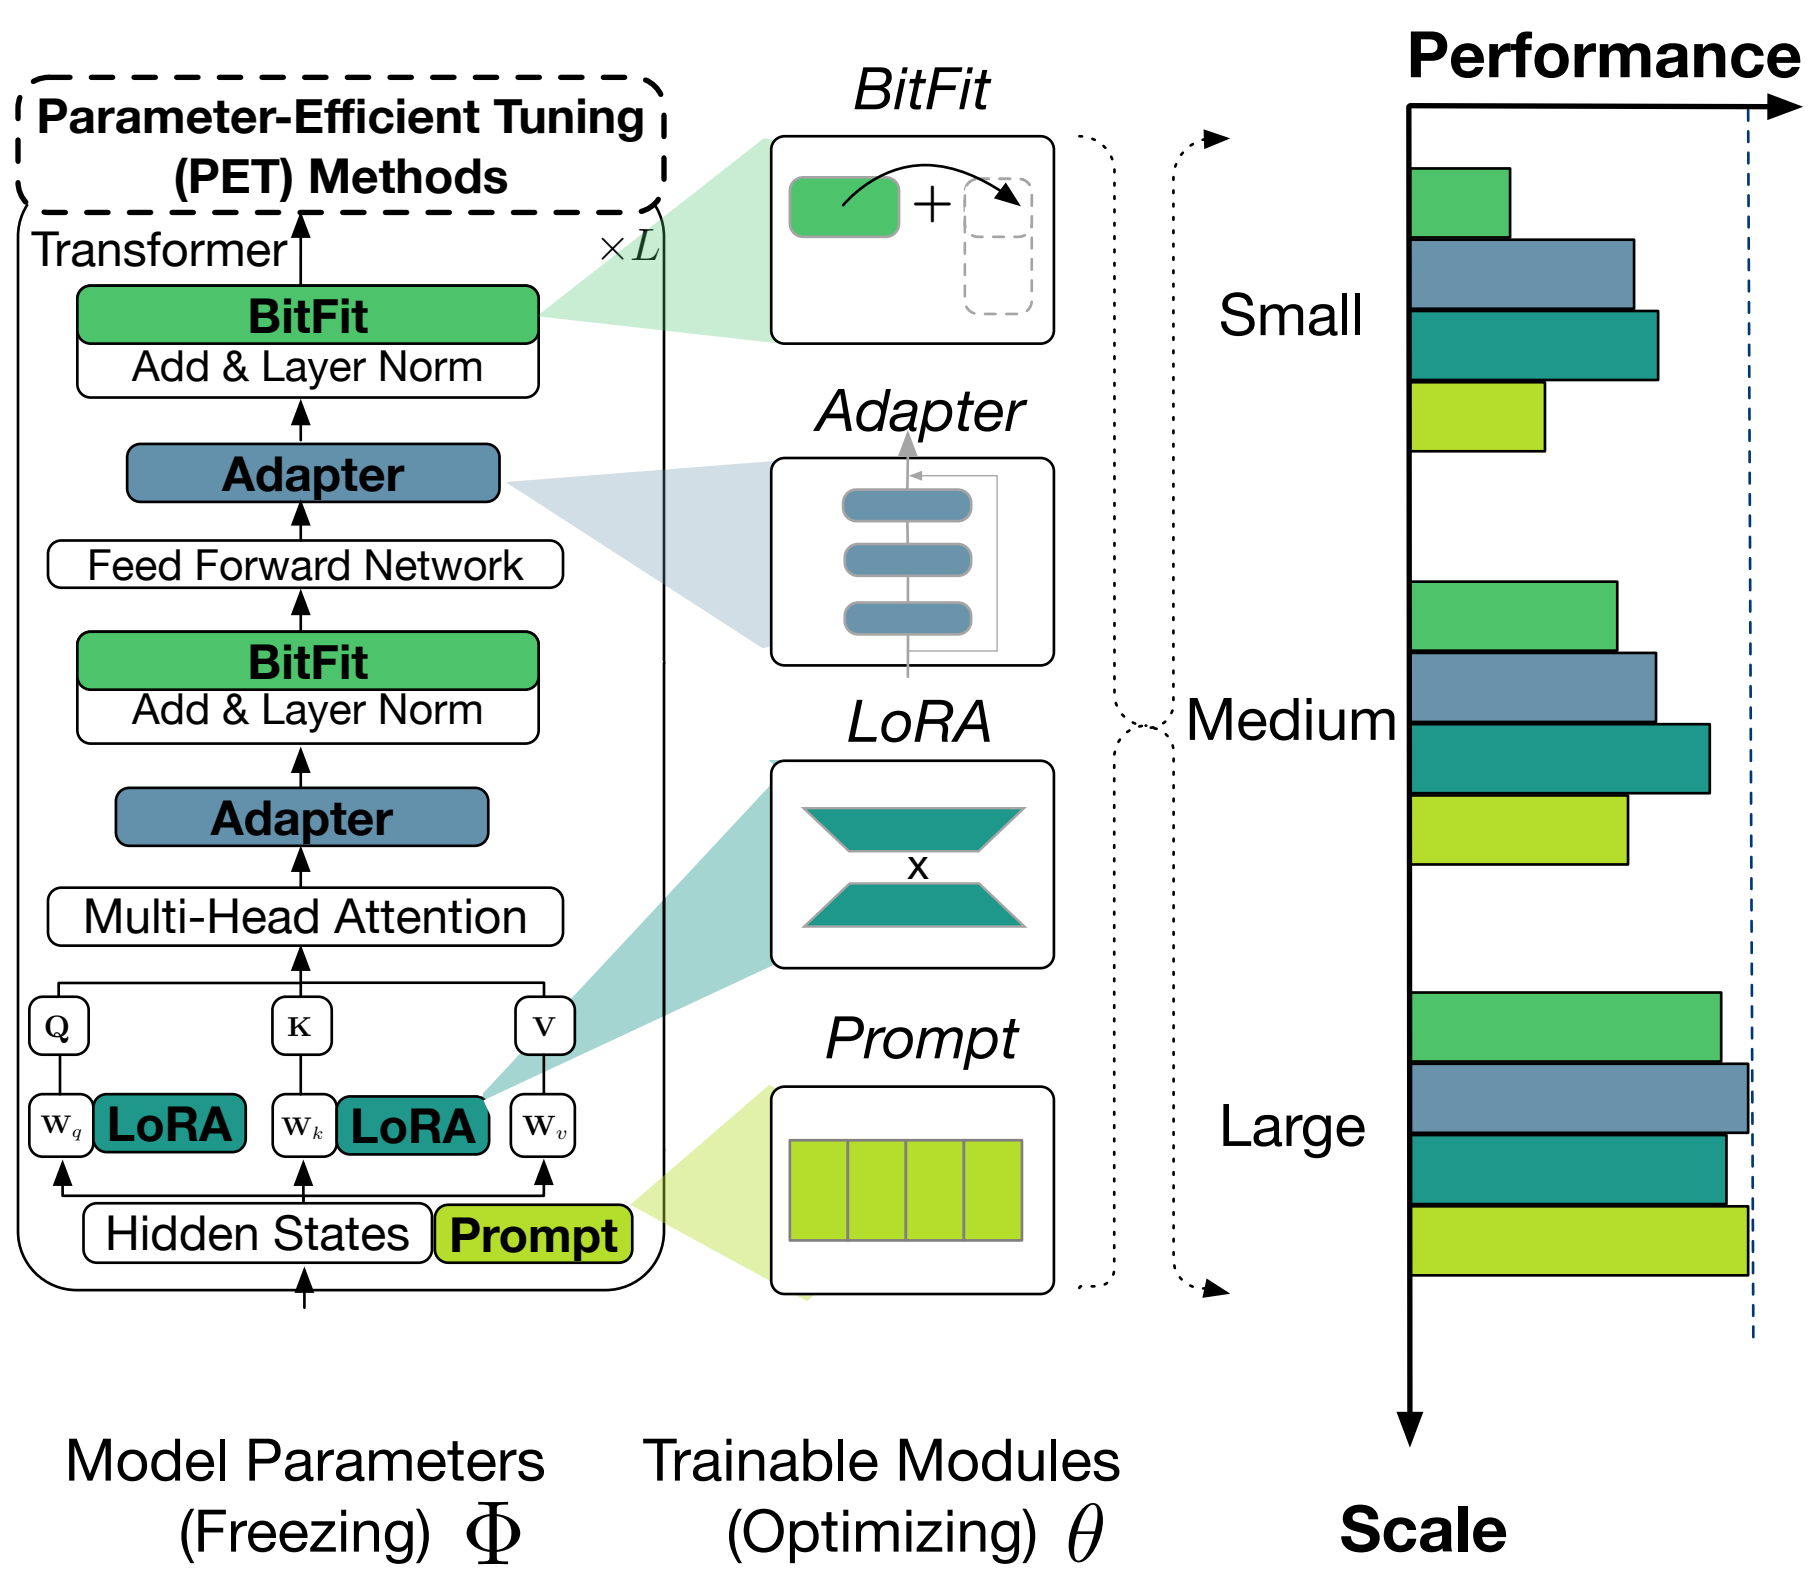 Parameter-Efficient Tuning
(PET) Methods
Transformer
×L
BitFit
Add & Layer Norm
Adapter
Feed Forward Network
BitFit
Add & Layer Norm
Adapter
Multi-Head Attention
Q
K
V
W_q
LoRA
W_k
LoRA
W_v
Hidden States
Prompt
Model Parameters
(Freezing) Φ
BitFit
+
Adapter
LoRA
x
Prompt
Trainable Modules
(Optimizing) θ
Performance
Small
Medium
Large
Scale